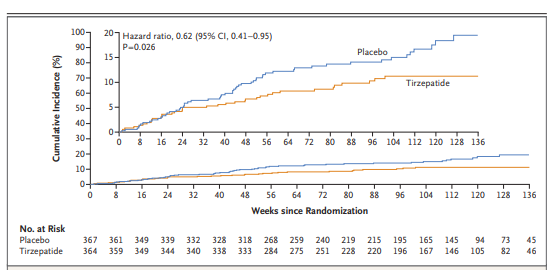 Cumulative Incidence (%)
100
90
80
70
60
50
40
30
20
10
0
20
15
10
5
0
Hazard ratio, 0.62 (95% CI, 0.41–0.95)
P=0.026
Placebo
Tirzepatide
0 8 16 24 32 40 48 56 64 72 80 88 96 104 112 120 128 136
0 8 16 24 32 40 48 56 64 72 80 88 96 104 112 120 128 136
Weeks since Randomization
No. at Risk
Placebo 367 361 349 339 332 328 318 268 259 240 219 215 195 165 145 94 73 45
Tirzepatide 364 359 349 344 340 338 333 284 275 251 228 220 196 167 146 105 82 46